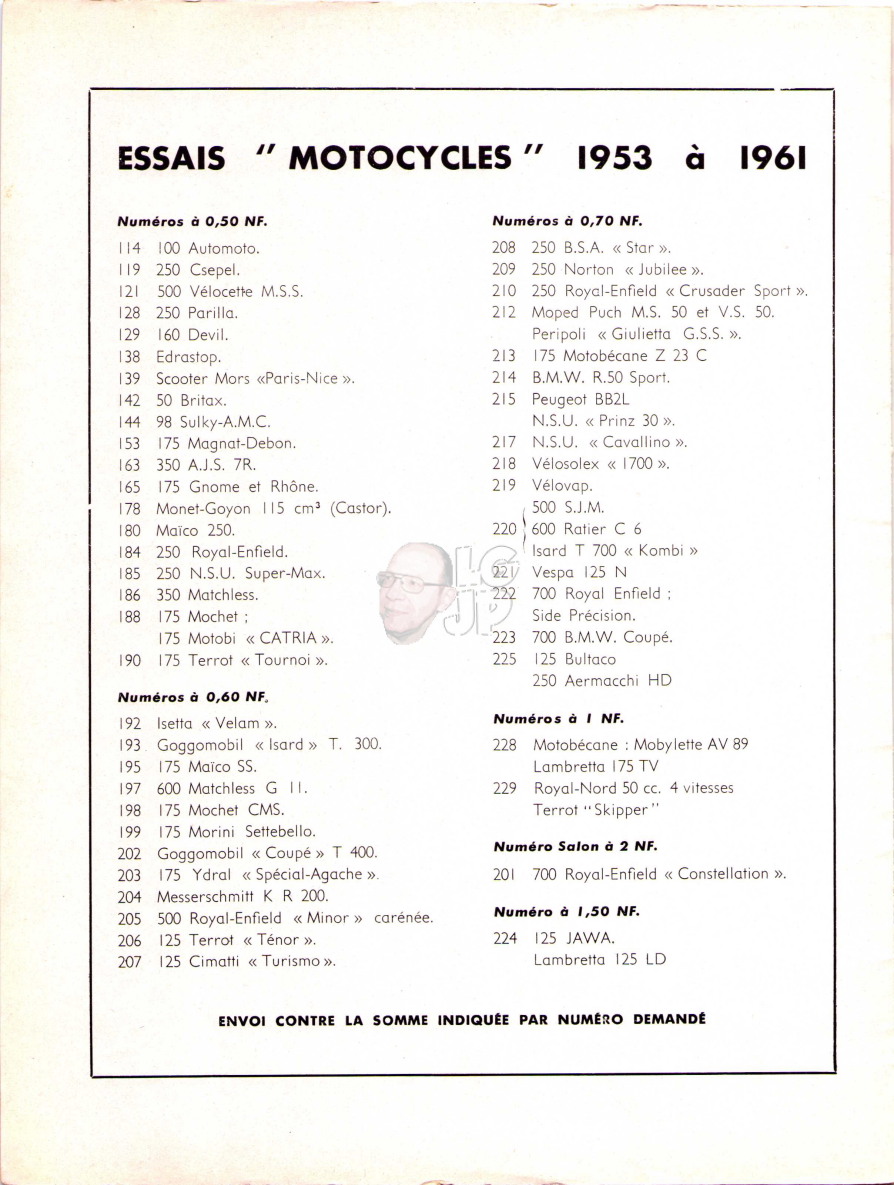 ESSAIS " MOTOCYCLES " 1953 à 1961
Numéros à 0,50 NF.
114 100 Automoto.
119 250 Csepel.
121 500 Vélocette M.S.S.
128 250 Parilla.
129 160 Devil.
138 Edrastop.
139 Scooter Mors «Paris-Nice».
142 50 Britax.
144 98 Sulky-A.M.C.
153 175 Magnat-Debon.
163 350 A.J.S. 7R.
165 175 Gnome et Rhône.
178 Monet-Goyon 115 cm³ (Castor).
180 Maïco 250.
184 250 Royal-Enfield.
185 250 N.S.U. Super-Max.
186 350 Matchless.
188 175 Mochet ;
175 Motobi « CATRIA ».
190 175 Terrot « Tournoi ».
Numéros à 0,60 NF.
192 Isetta « Velam ».
193 Goggomobil « Isard » T. 300.
195 175 Maïco SS.
197 600 Matchless G 11.
198 175 Mochet CMS.
199 175 Morini Settebello.
202 Goggomobil « Coupé » T 400.
203 175 Ydral « Spécial-Agache ».
204 Messerschmitt K R 200.
205 500 Royal-Enfield « Minor » carénée.
206 125 Terrot « Ténor ».
207 125 Cimatti « Turismo ».
Numéros à 0,70 NF.
208 250 B.S.A. « Star ».
209 250 Norton « Jubilee ».
210 250 Royal-Enfield « Crusader Sport ».
212 Moped Puch M.S. 50 et V.S. 50.
Peripoli « Giulietta G.S.S. ».
213 175 Motobécane Z 23 C
214 B.M.W. R.50 Sport.
215 Peugeot BB2L
N.S.U. « Prinz 30 ».
217 N.S.U. « Cavallino ».
218 Vélosolex « 1700 ».
219 Vélovap.
500 S.J.M.
220 600 Ratier C 6
Isard T 700 « Kombi »
221 Vespa 125 N
222 700 Royal Enfield ;
Side Précision.
223 700 B.M.W. Coupé.
225 125 Bultaco
250 Aermacchi HD
Numéros à 1 NF.
228 Motobécane : Mobylette AV 89
Lambretta 175 TV
229 Royal-Nord 50 cc. 4 vitesses
Terrot "Skipper"
Numéro Salon à 2 NF.
201 700 Royal-Enfield « Constellation ».
Numéro à 1,50 NF.
224 125 JAWA.
Lambretta 125 LD
ENVOI CONTRE LA SOMME INDIQUÉE PAR NUMÉRO DEMANDÉ
LC
JP